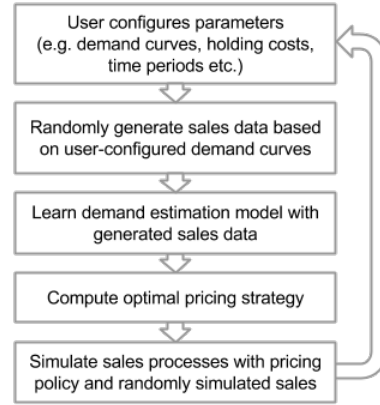 User configures parameters
(e.g. demand curves, holding costs,
time periods etc.)
Randomly generate sales data based
on user-configured demand curves
Learn demand estimation model with
generated sales data
Compute optimal pricing strategy
Simulate sales processes with pricing
policy and randomly simulated sales